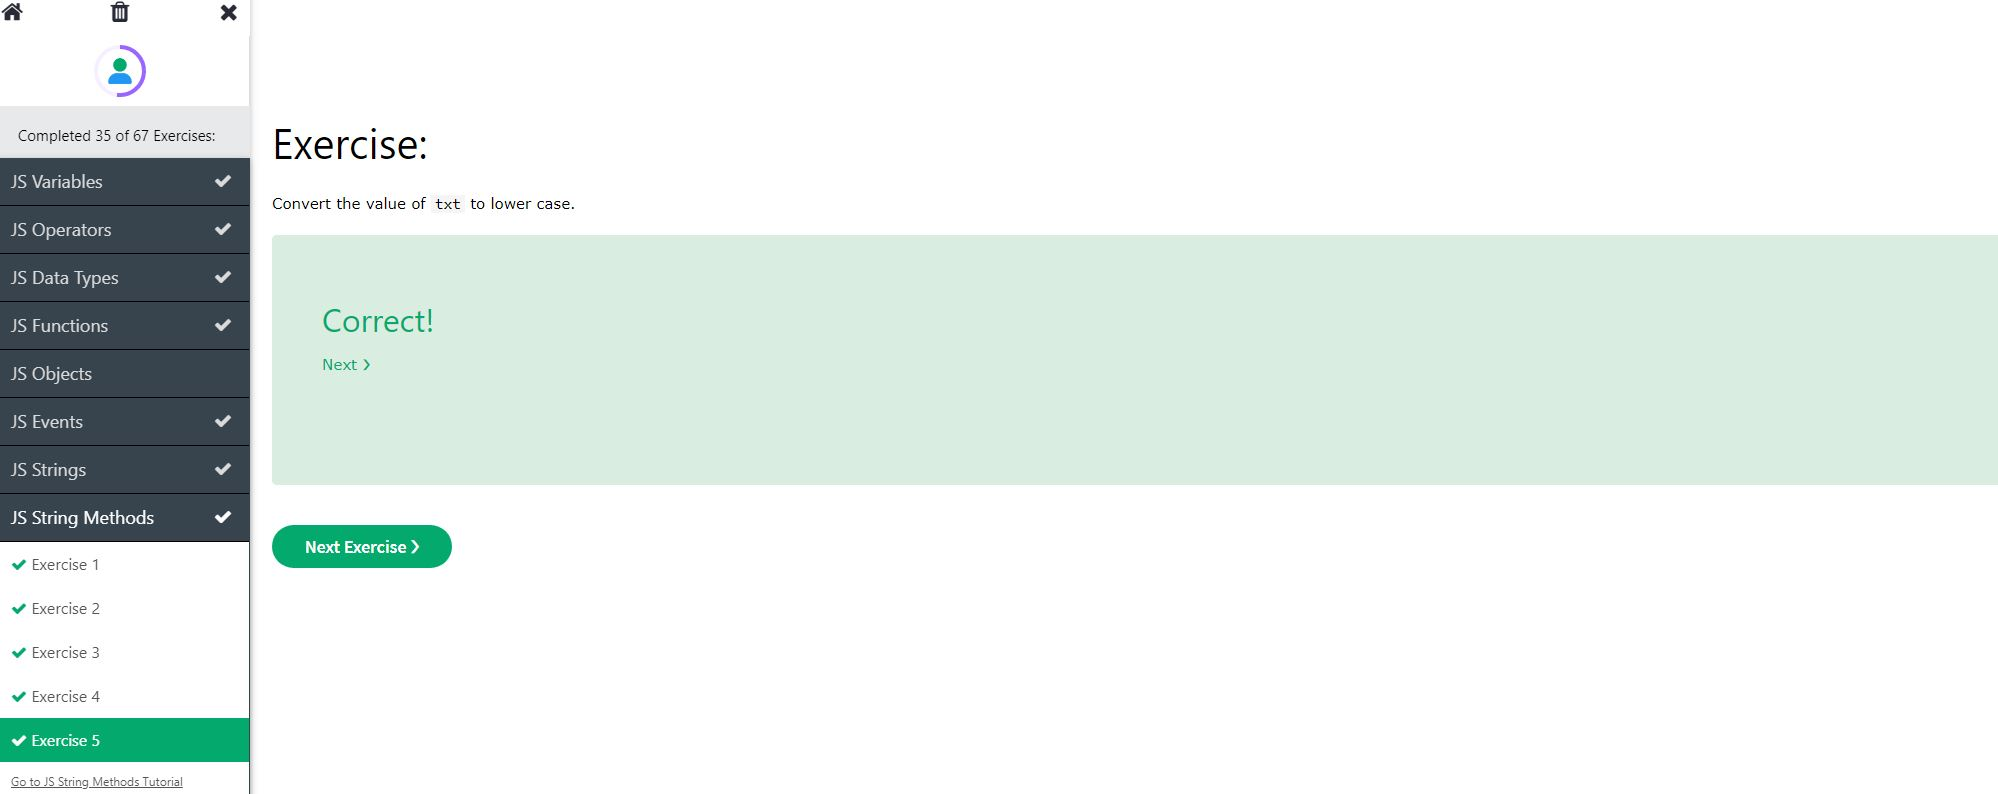 Completed 35 of 67 Exercises:
JS Variables
JS Operators
JS Data Types
JS Functions
JS Objects
JS Events
JS Strings
JS String Methods
Exercise 1
Exercise 2
Exercise 3
Exercise 4
Exercise 5
Go to JS String Methods Tutorial
Exercise:
Convert the value of txt to lower case.
Correct!
Next ❯
Next Exercise ❯